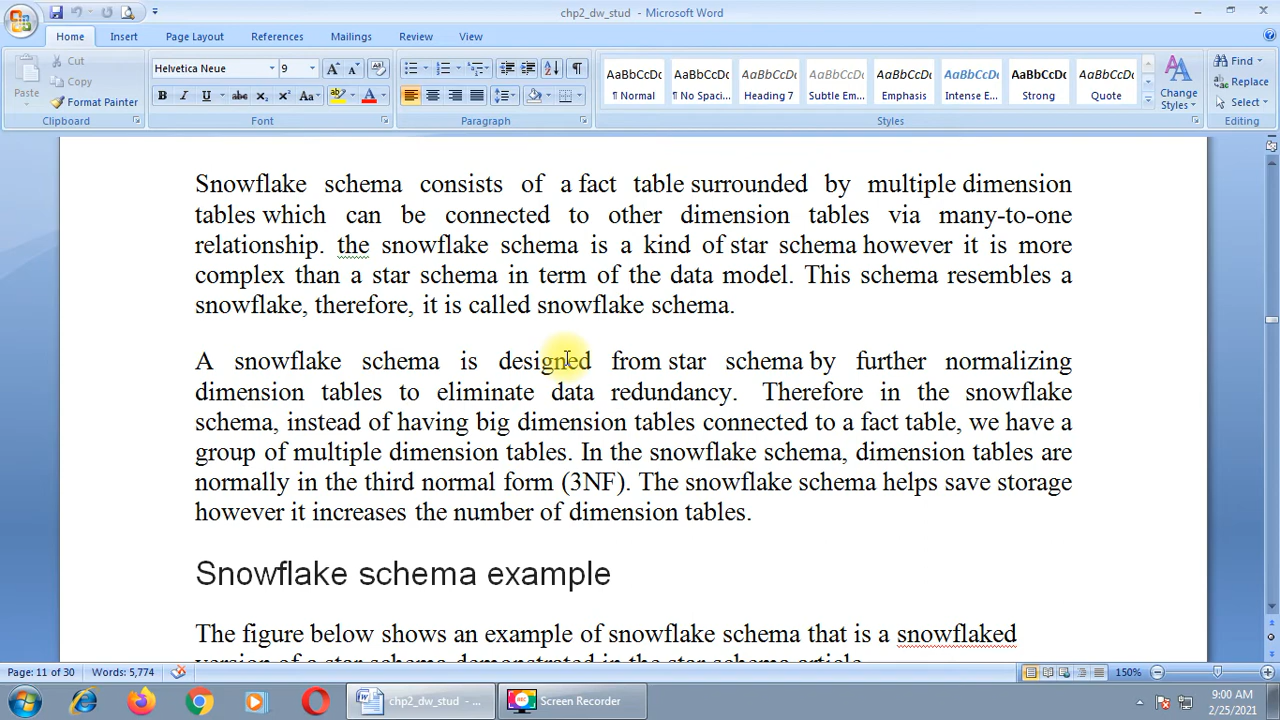 chp2_dw_stud - Microsoft Word
Home Insert Page Layout References Mailings Review View
Paste
Cut
Copy
Format Painter
Clipboard
Helvetica Neue 9
Font
Paragraph
AaBbCcDc AaBbCcDc AaBbCcDc AaBbCcDc AaBbCcDc AaBbCcDc AaBbCcDc AaBbCcDc
¶ Normal ¶ No Spaci... Heading 7 Subtle Em... Emphasis Intense E... Strong Quote
Change Styles
Styles
Find
Replace
Select
Editing
Snowflake schema consists of a fact table surrounded by multiple dimension
tables which can be connected to other dimension tables via many-to-one
relationship. the snowflake schema is a kind of star schema however it is more
complex than a star schema in term of the data model. This schema resembles a
snowflake, therefore, it is called snowflake schema.
A snowflake schema is designed from star schema by further normalizing
dimension tables to eliminate data redundancy. Therefore in the snowflake
schema, instead of having big dimension tables connected to a fact table, we have a
group of multiple dimension tables. In the snowflake schema, dimension tables are
normally in the third normal form (3NF). The snowflake schema helps save storage
however it increases the number of dimension tables.
Snowflake schema example
The figure below shows an example of snowflake schema that is a snowflaked
version of a star schema demonstrated in the star schema article.
Page: 11 of 30 Words: 5,774 150%
chp2_dw_stud - ... Screen Recorder
9:00 AM
2/25/2021